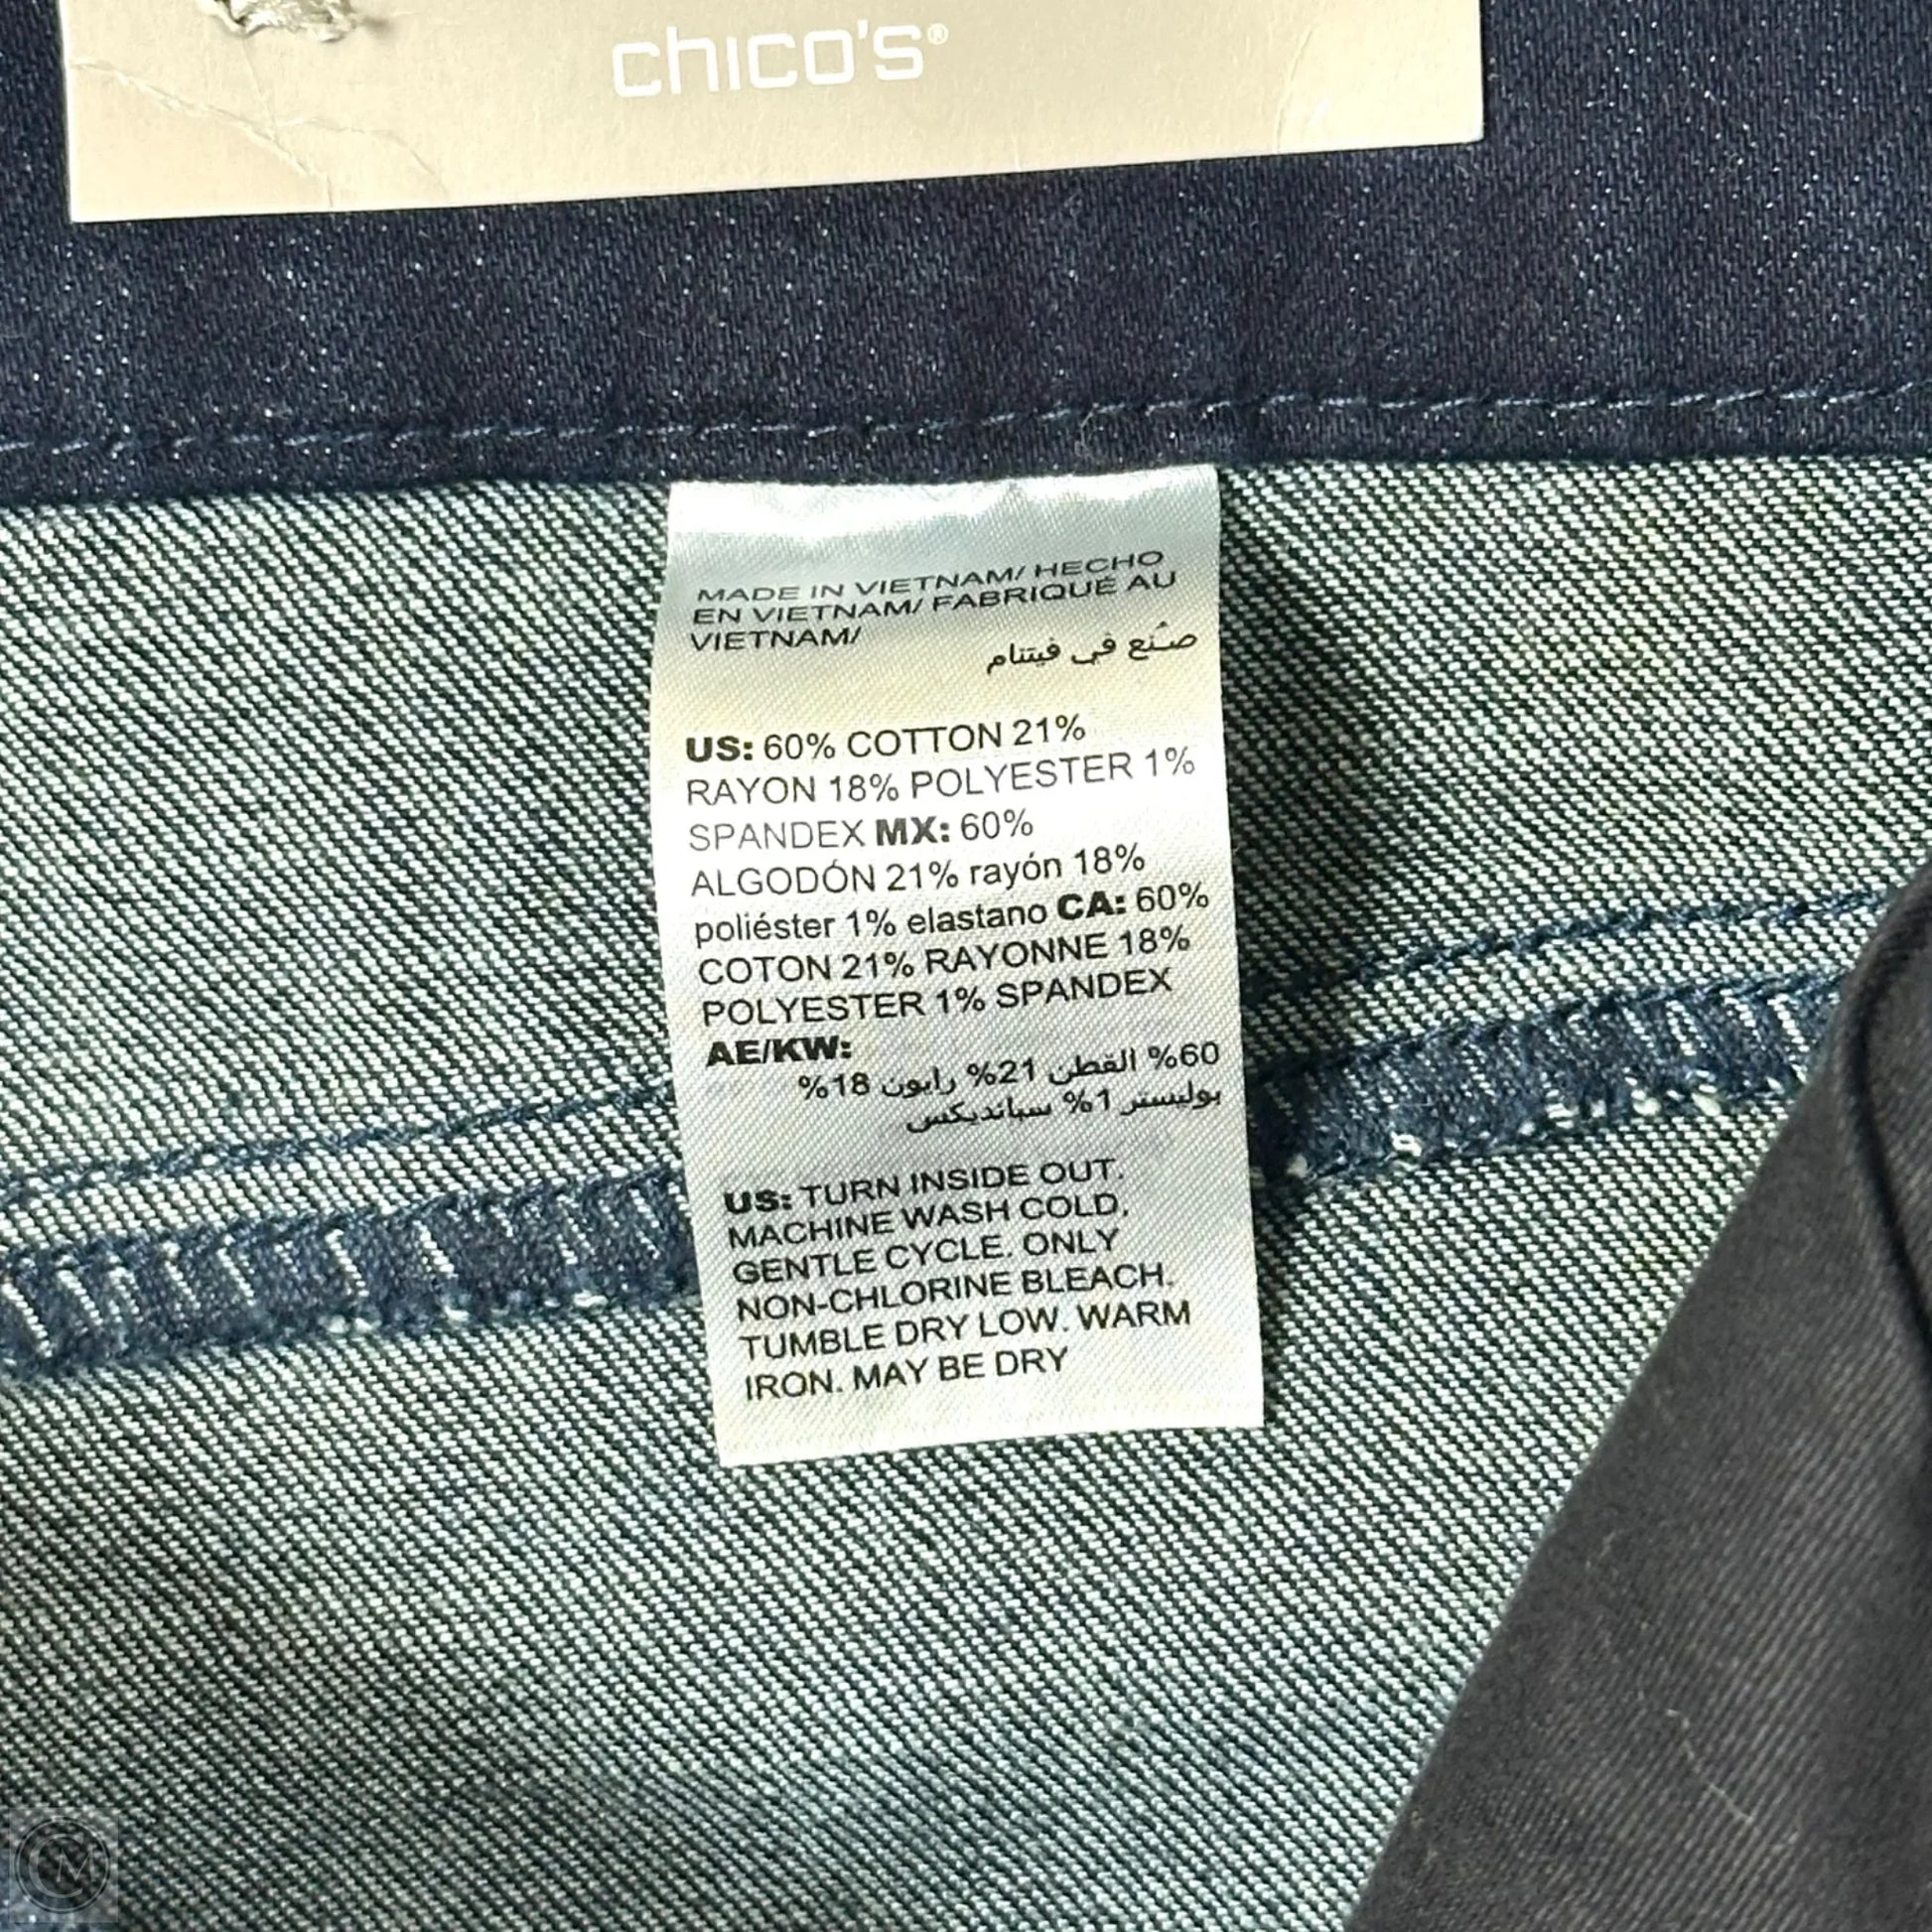 chico's®
MADE IN VIETNAM/ HECHO
EN VIETNAM/ FABRIQUÉ AU
VIETNAM/
صُنع في فيتنام
US: 60% COTTON 21%
RAYON 18% POLYESTER 1%
SPANDEX MX: 60%
ALGODÓN 21% rayón 18%
poliéster 1% elastano CA: 60%
COTON 21% RAYONNE 18%
POLYESTER 1% SPANDEX
AE/KW:
60% القطن 21% رايون 18%
بوليستر 1% سبانديكس
US: TURN INSIDE OUT.
MACHINE WASH COLD,
GENTLE CYCLE. ONLY
NON-CHLORINE BLEACH.
TUMBLE DRY LOW. WARM
IRON. MAY BE DRY
CM